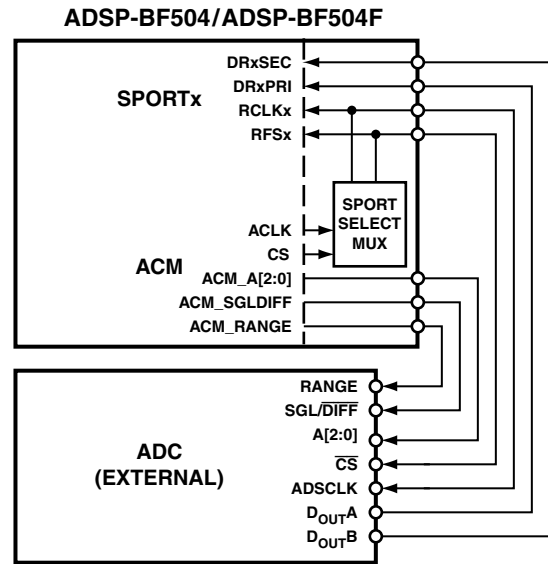 ADSP-BF504/ADSP-BF504F
DRxSEC
DRxPRI
SPORTx
RCLKx
RFSx
SPORT
SELECT
MUX
ACLK
CS
ACM
ACM_A[2:0]
ACM_SGLDIFF
ACM_RANGE
RANGE
SGL/DIFF
A[2:0]
ADC
(EXTERNAL)
CS
ADSCLK
DOUTA
DOUTB